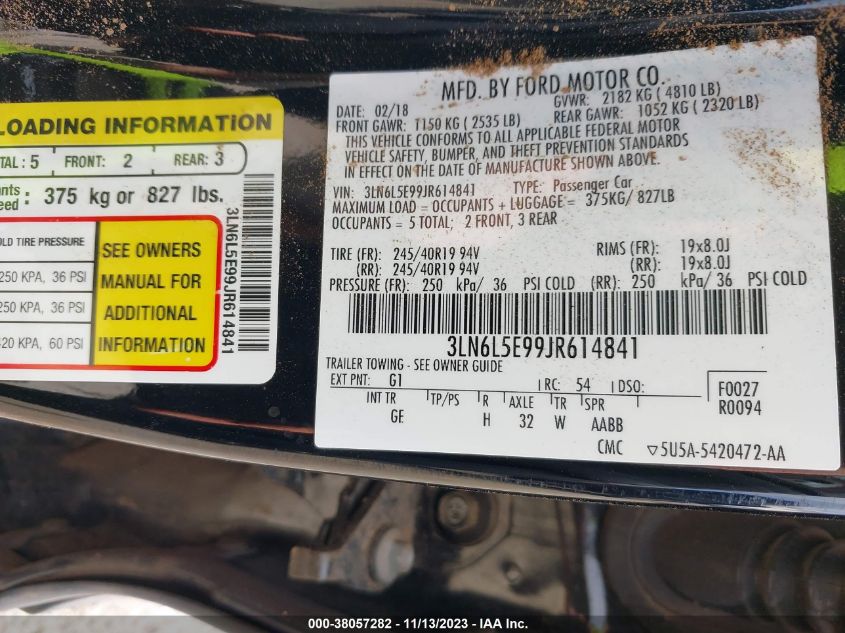 LOADING INFORMATION
TOTAL : 5 FRONT: 2 REAR: 3
375 kg or 827 lbs.
COLD TIRE PRESSURE
250 KPA, 36 PSI
250 KPA, 36 PSI
420 KPA, 60 PSI
SEE OWNERS
MANUAL FOR
ADDITIONAL
INFORMATION
3LN6L5E99JR614841
MFD. BY FORD MOTOR CO.
DATE: 02/18 GVWR: 2182 KG ( 4810 LB)
FRONT GAWR: 1150 KG ( 2535 LB) REAR GAWR: 1052 KG ( 2320 LB)
THIS VEHICLE CONFORMS TO ALL APPLICABLE FEDERAL MOTOR
VEHICLE SAFETY, BUMPER, AND THEFT PREVENTION STANDARDS
IN EFFECT ON THE DATE OF MANUFACTURE SHOWN ABOVE.
VIN: 3LN6L5E99JR614841 TYPE: Passenger Car
MAXIMUM LOAD = OCCUPANTS + LUGGAGE = 375KG/ 827LB
OCCUPANTS = 5 TOTAL; 2 FRONT, 3 REAR
TIRE (FR): 245/40R19 94V RIMS (FR): 19x8.0J
(RR): 245/40R19 94V (RR): 19x8.0J
PRESSURE (FR): 250 kPa/ 36 PSI COLD (RR): 250 kPa/ 36 PSI COLD
3LN6L5E99JR614841
TRAILER TOWING - SEE OWNER GUIDE
EXT PNT: G1 RC: 54 DSO: F0027
INT TR TP/PS R AXLE TR SPR R0094
GE H 32 W AABB
CMC ▽5U5A-5420472-AA
000-38057282 - 11/13/2023 - IAA Inc.